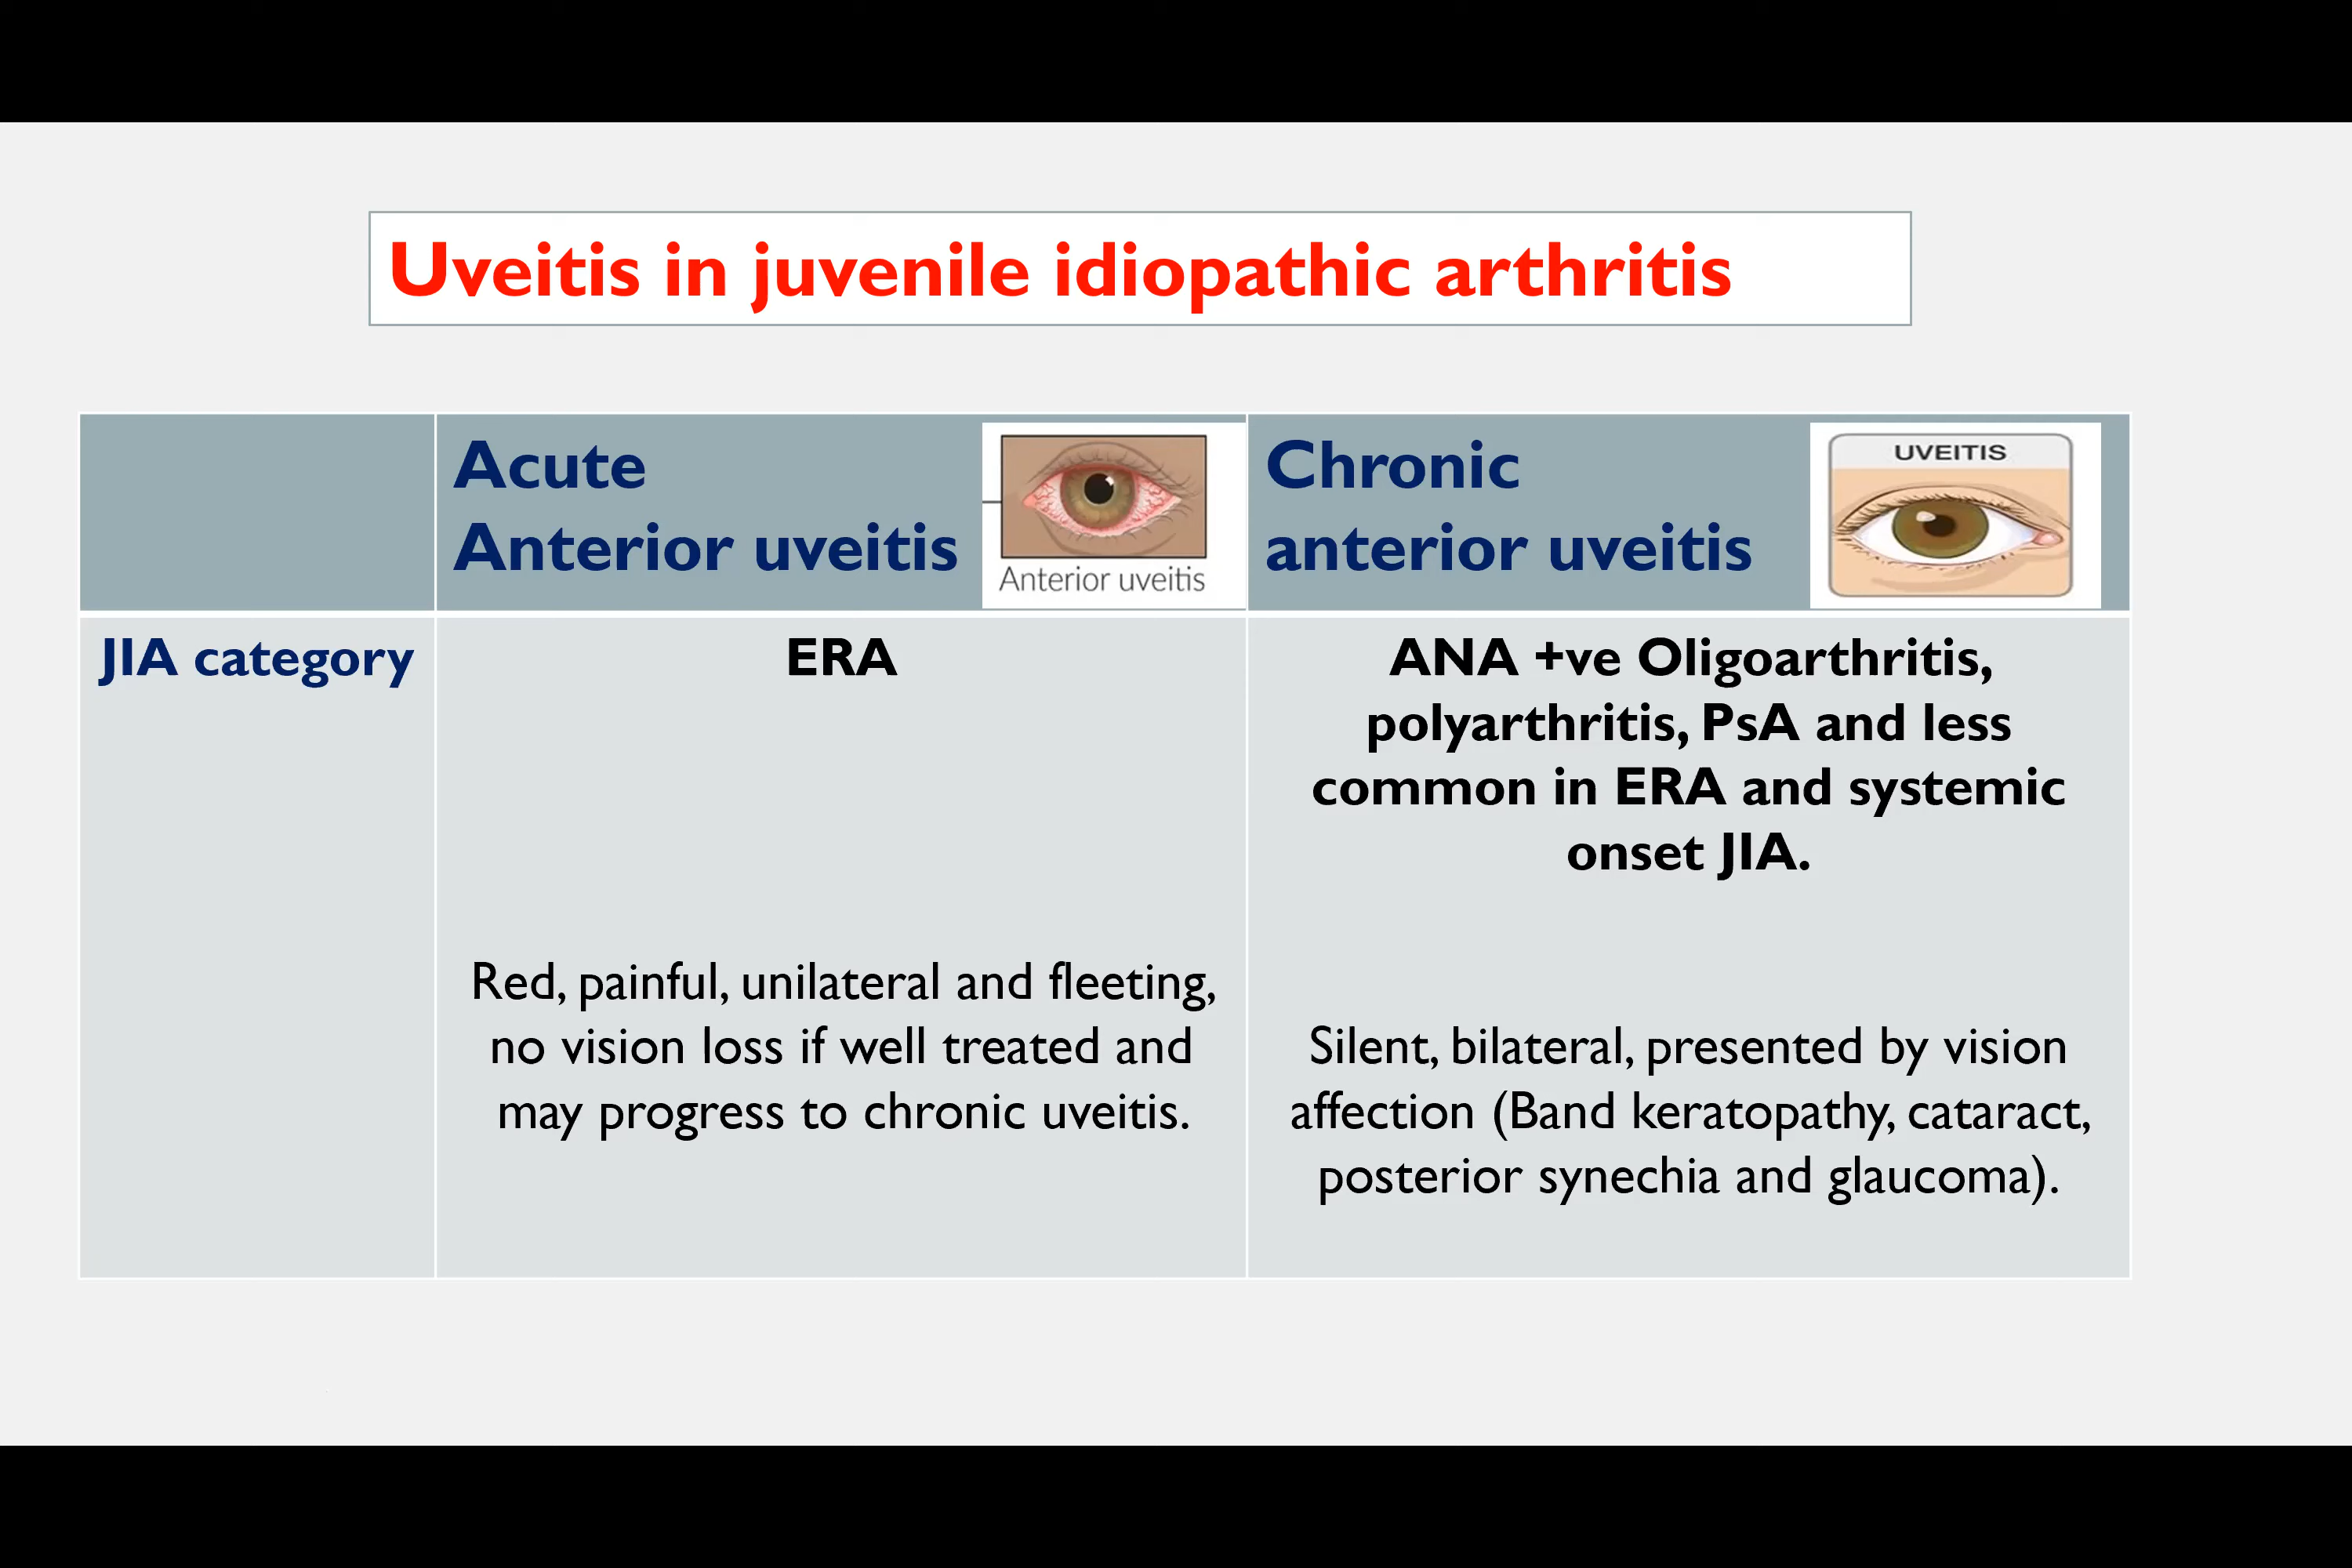 Uveitis in juvenile idiopathic arthritis
Acute
Anterior uveitis
Anterior uveitis
Chronic
anterior uveitis
UVEITIS
JIA category
ERA
Red, painful, unilateral and fleeting,
no vision loss if well treated and
may progress to chronic uveitis.
ANA +ve Oligoarthritis,
polyarthritis, PsA and less
common in ERA and systemic
onset JIA.
Silent, bilateral, presented by vision
affection (Band keratopathy, cataract,
posterior synechia and glaucoma).